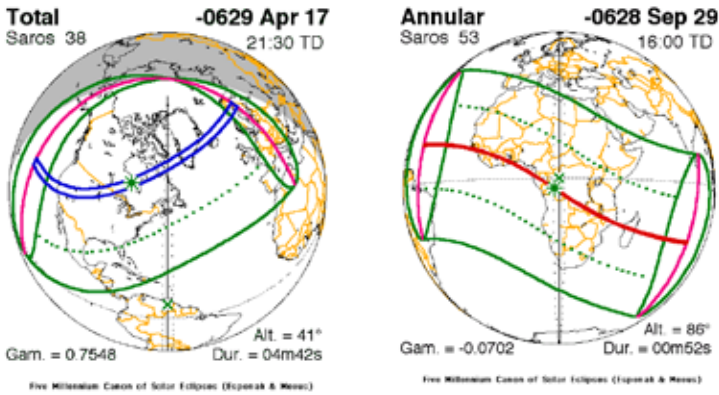 Total -0629 Apr 17
Saros 38 21:30 TD
Alt. = 41°
Gam. = 0.7548 Dur. = 04m42s
Five Millennium Canon of Solar Eclipses (Espenak & Meeus)
Annular -0628 Sep 29
Saros 53 16:00 TD
Alt. = 86°
Gam. = -0.0702 Dur. = 00m52s
Five Millennium Canon of Solar Eclipses (Espenak & Meeus)